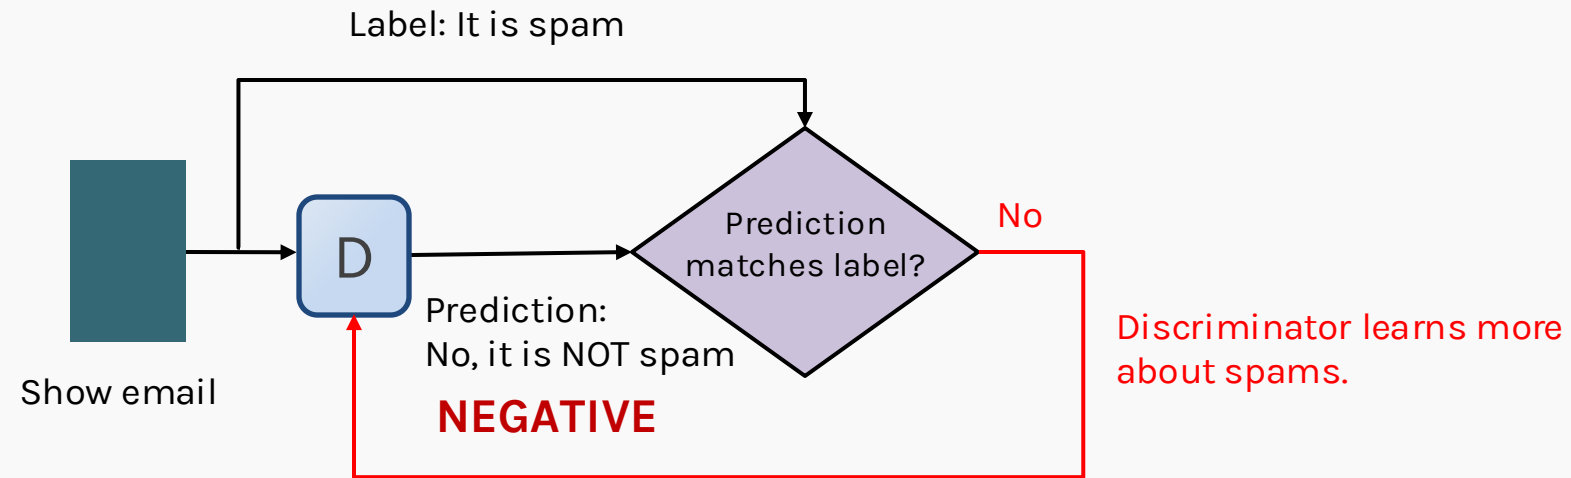 Label: It is spam
D
Prediction
matches label?
No
Prediction:
No, it is NOT spam
NEGATIVE
Discriminator learns more
about spams.
Show email